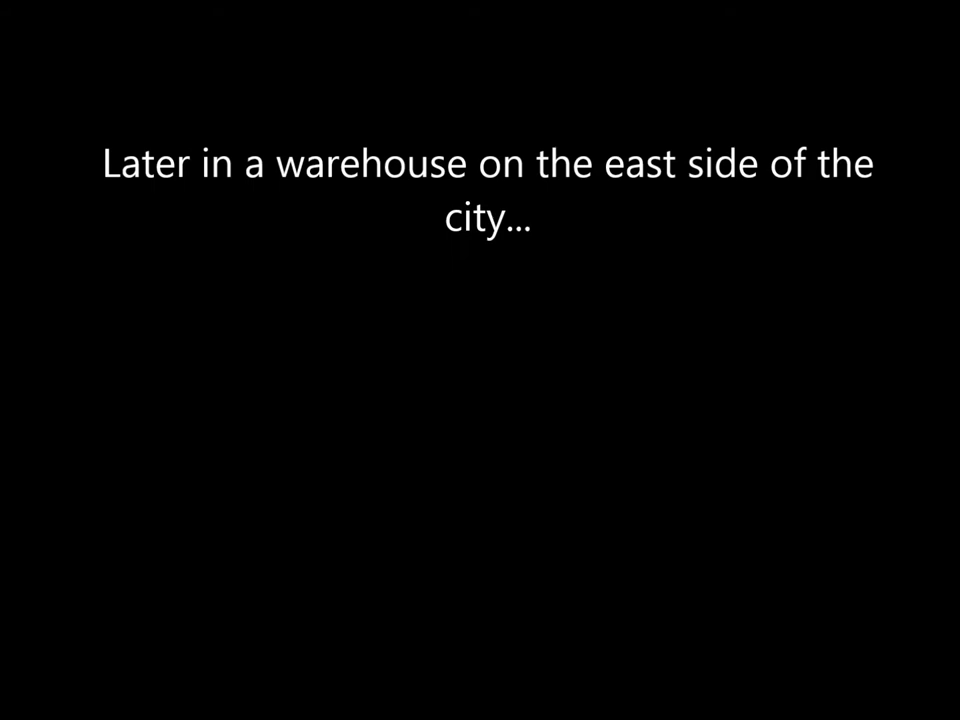 Later in a warehouse on the east side of the
city...